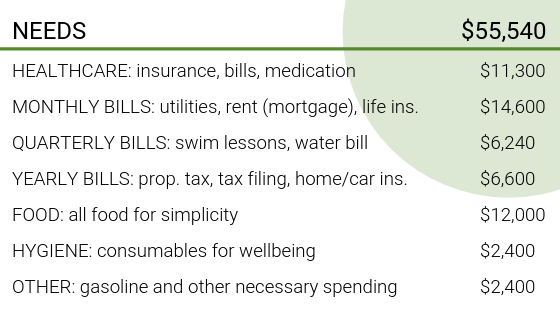 NEEDS $55,540
HEALTHCARE: insurance, bills, medication $11,300
MONTHLY BILLS: utilities, rent (mortgage), life ins. $14,600
QUARTERLY BILLS: swim lessons, water bill $6,240
YEARLY BILLS: prop. tax, tax filing, home/car ins. $6,600
FOOD: all food for simplicity $12,000
HYGIENE: consumables for wellbeing $2,400
OTHER: gasoline and other necessary spending $2,400